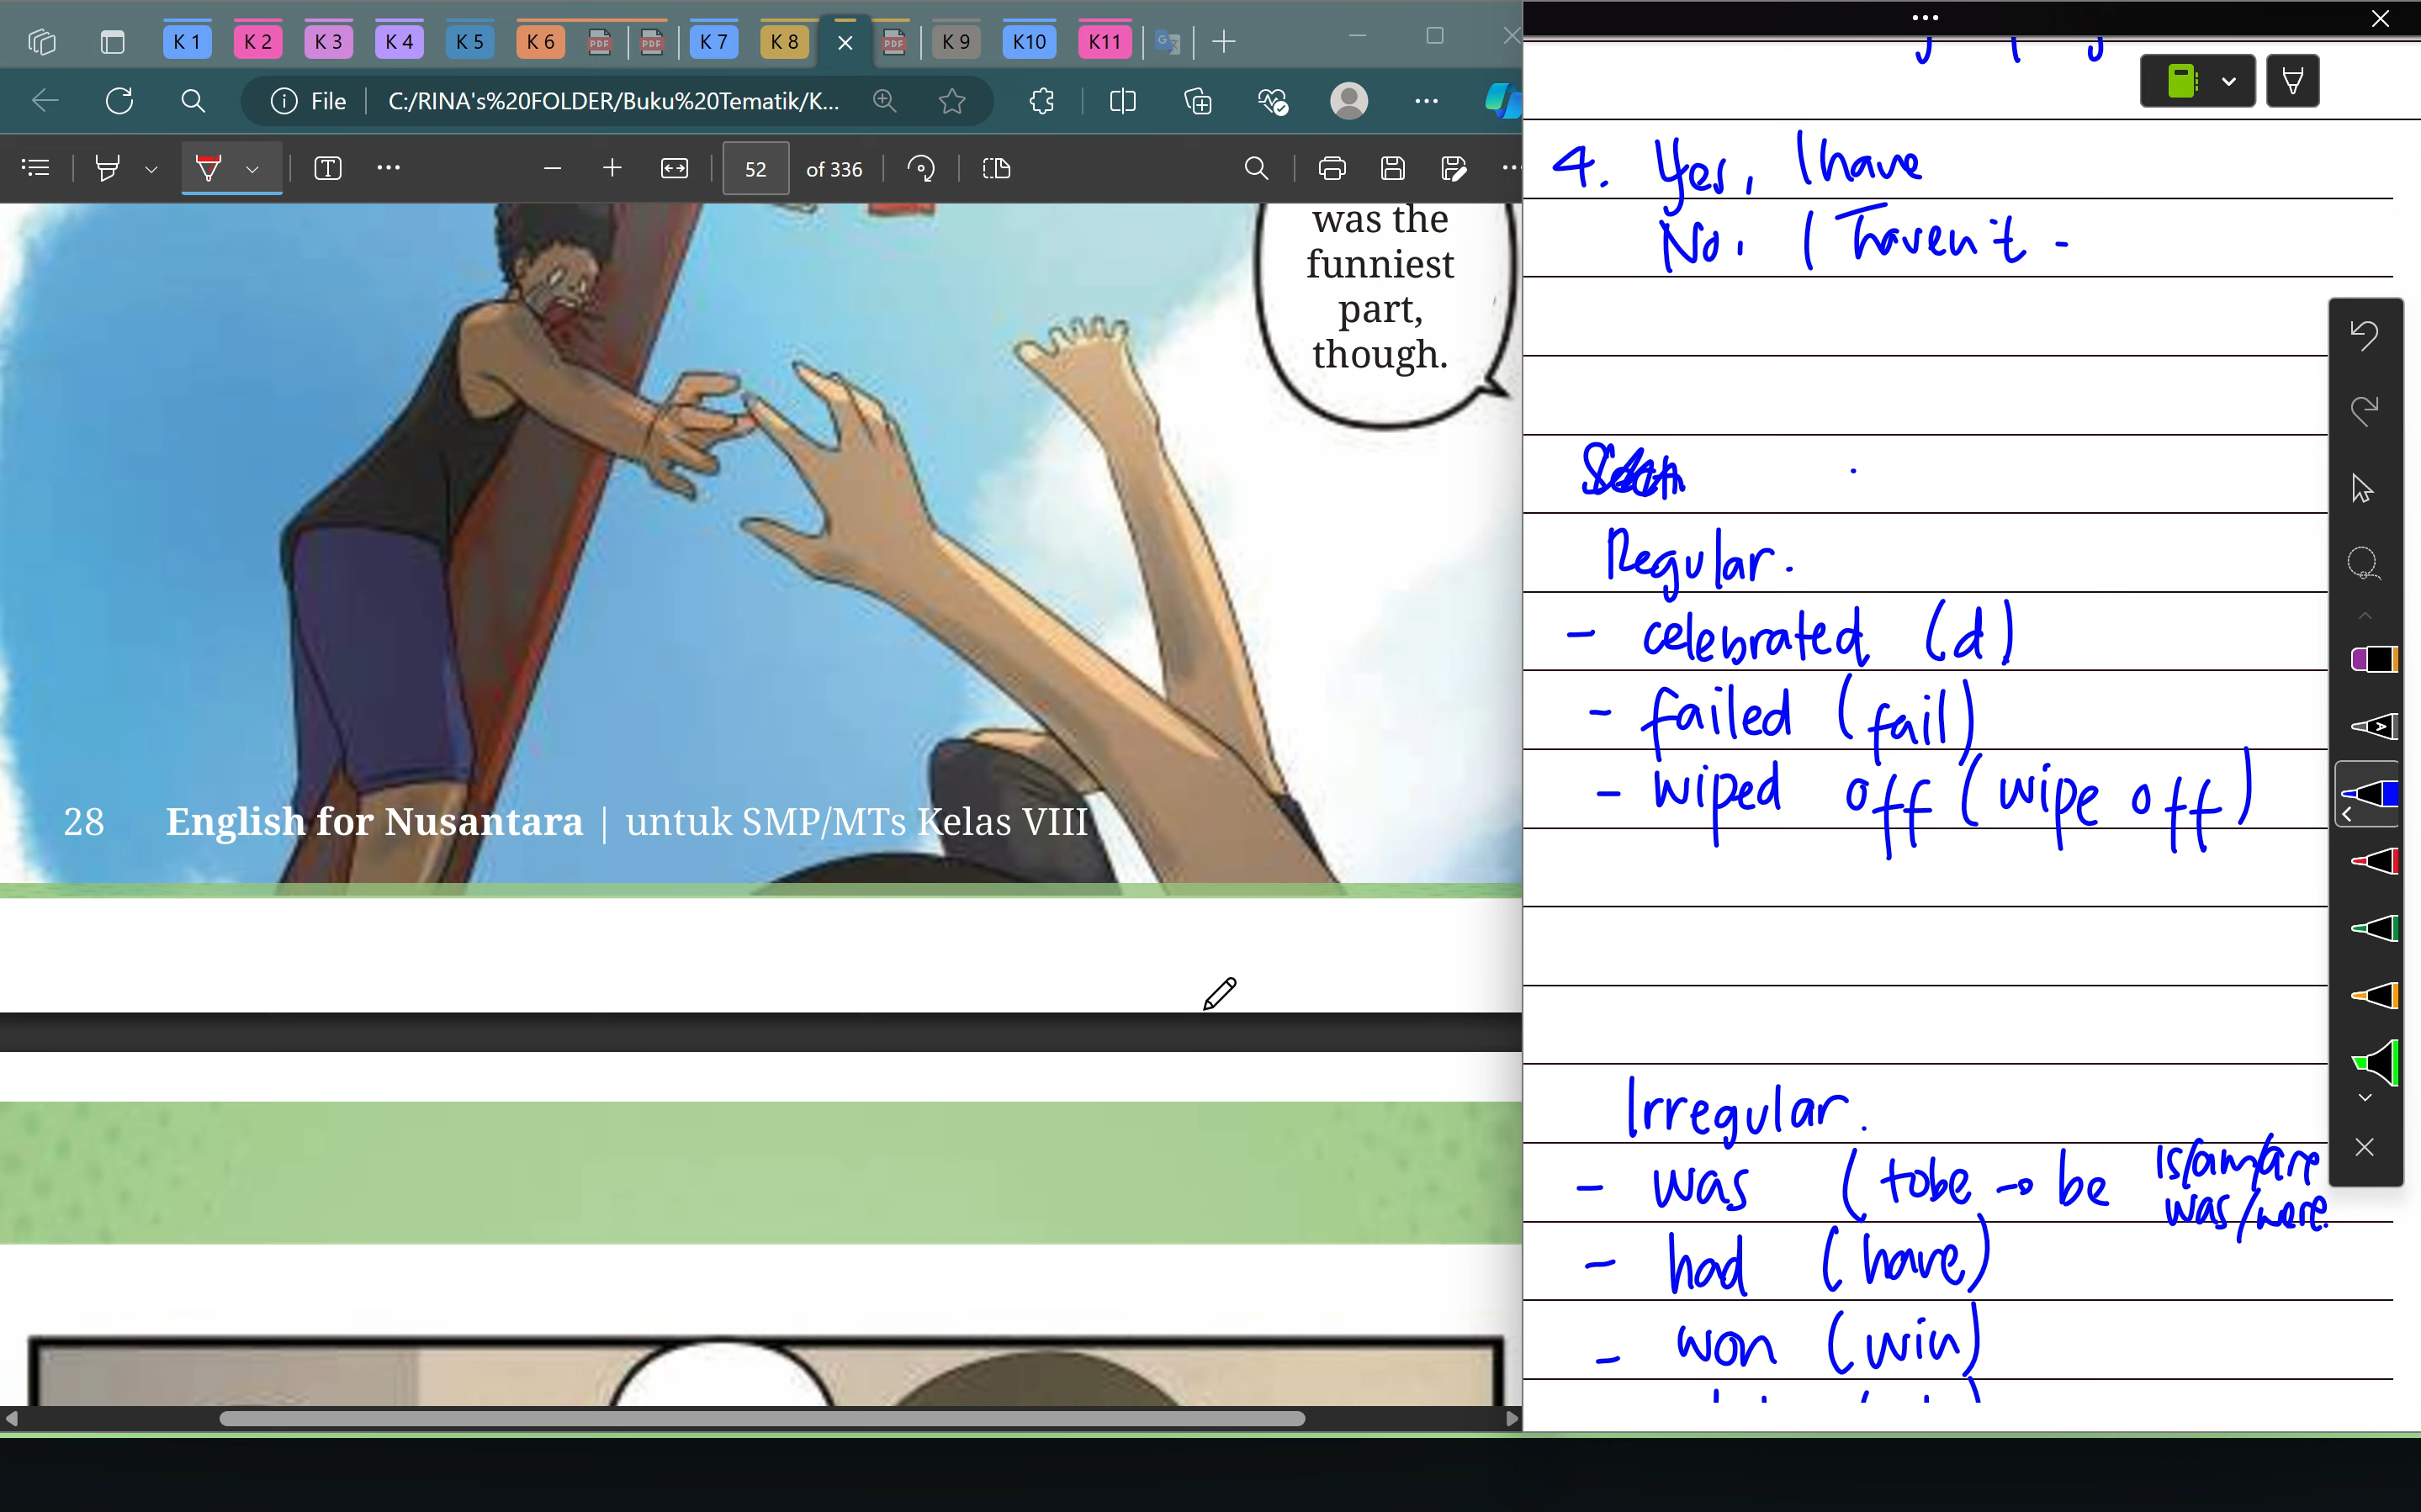 K 1 K 2 K 3 K 4 K 5 K 6 K 7 K 8 K 9 K10 K11
File C:/RINA's%20FOLDER/Buku%20Tematik/K...
52 of 336
was the
funniest
part,
though.
28 English for Nusantara | untuk SMP/MTs Kelas VIII
4. Yes, I have
No, I haven't -
Regular.
- celebrated (d)
- failed (fail)
- wiped off (wipe off)
Irregular.
- was (tobe → be is/am/are
was/were.
- had (have)
- won (win)